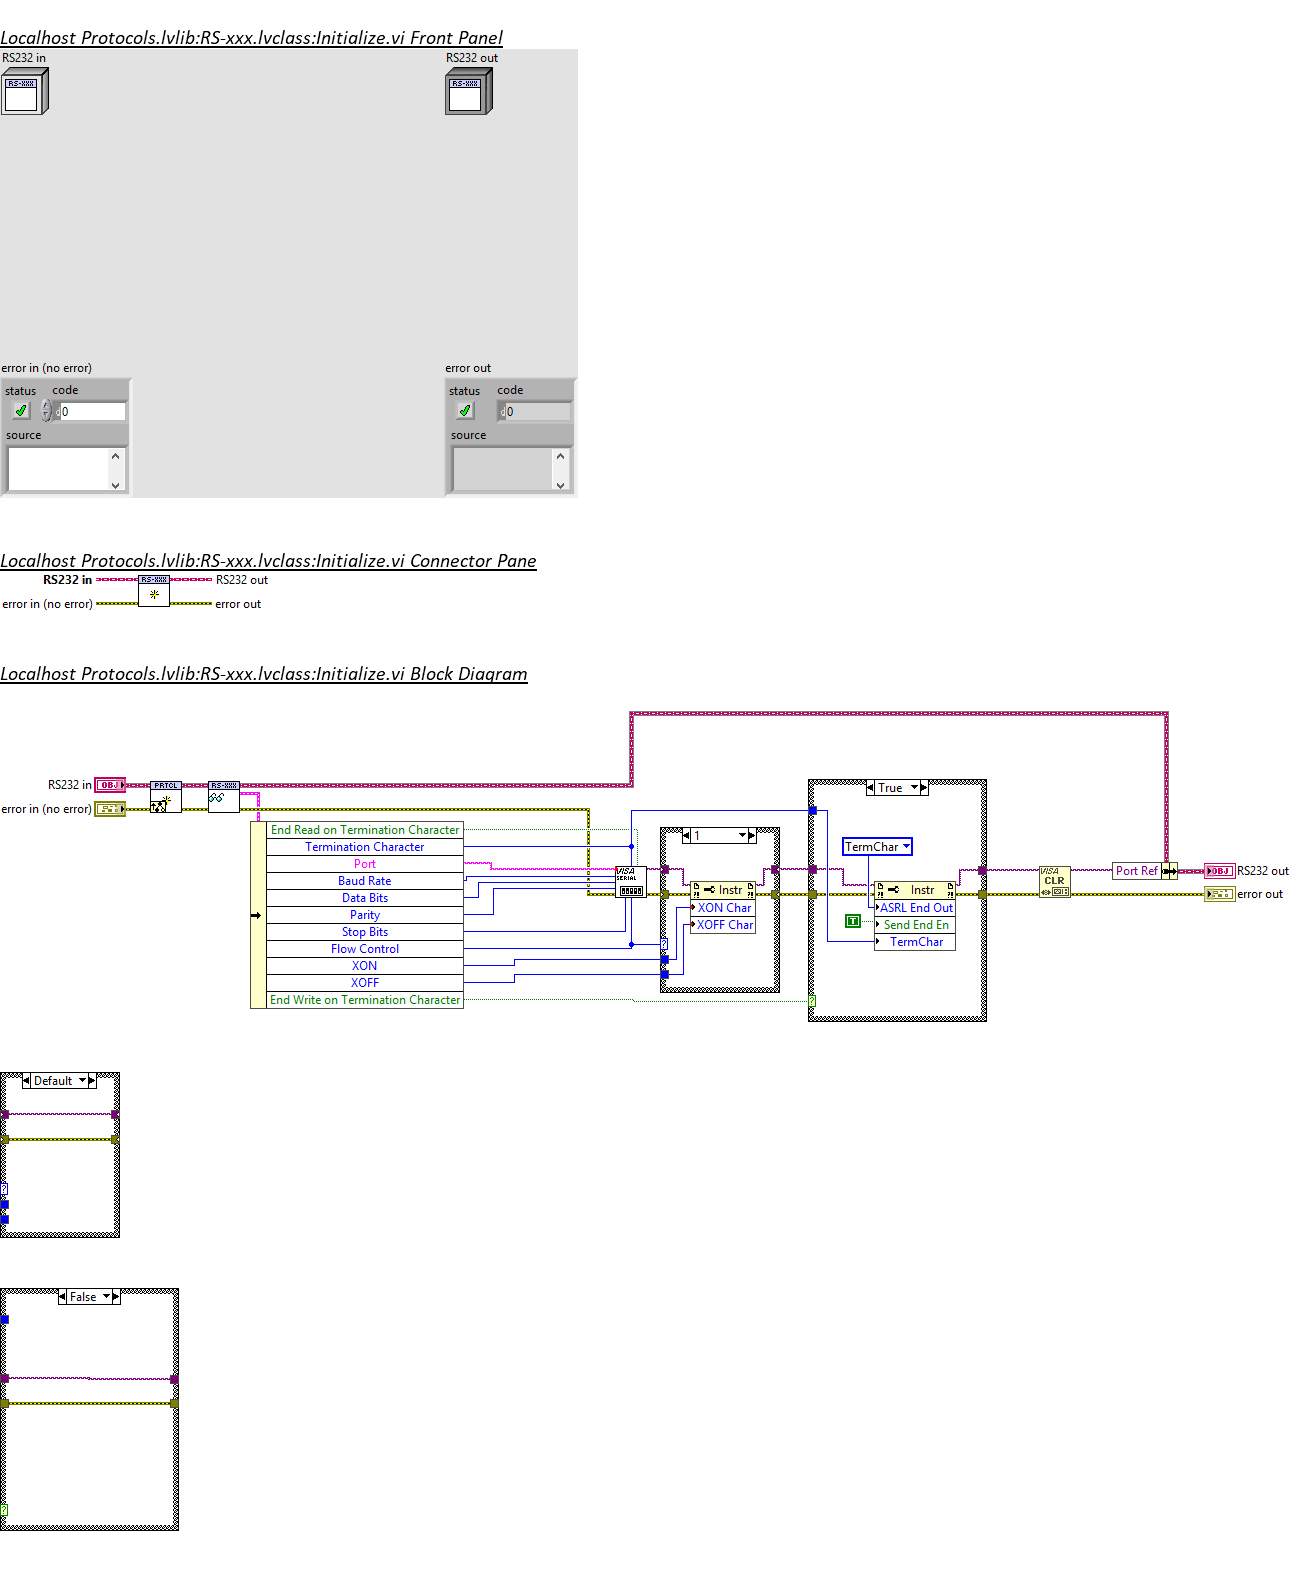 Localhost Protocols.lvlib:RS-xxx.lvclass:Initialize.vi Front Panel
RS232 in
RS232 out
RS-XXX
RS-XXX
error in (no error)
error out
status code
status code
0
0
source
source
Localhost Protocols.lvlib:RS-xxx.lvclass:Initialize.vi Connector Pane
RS232 in
RS-XXX
RS232 out
error in (no error)
error out
Localhost Protocols.lvlib:RS-xxx.lvclass:Initialize.vi Block Diagram
RS232 in
OBJ
PRTCL
RS-XXX
error in (no error)
True
End Read on Termination Character
Termination Character
Port
Baud Rate
Data Bits
Parity
Stop Bits
Flow Control
XON
XOFF
End Write on Termination Character
VISA
SERIAL
1
Instr
XON Char
XOFF Char
?
TermChar
Instr
ASRL End Out
T
Send End En
TermChar
?
VISA
CLR
Port Ref
OBJ
RS232 out
error out
Default
?
False
?